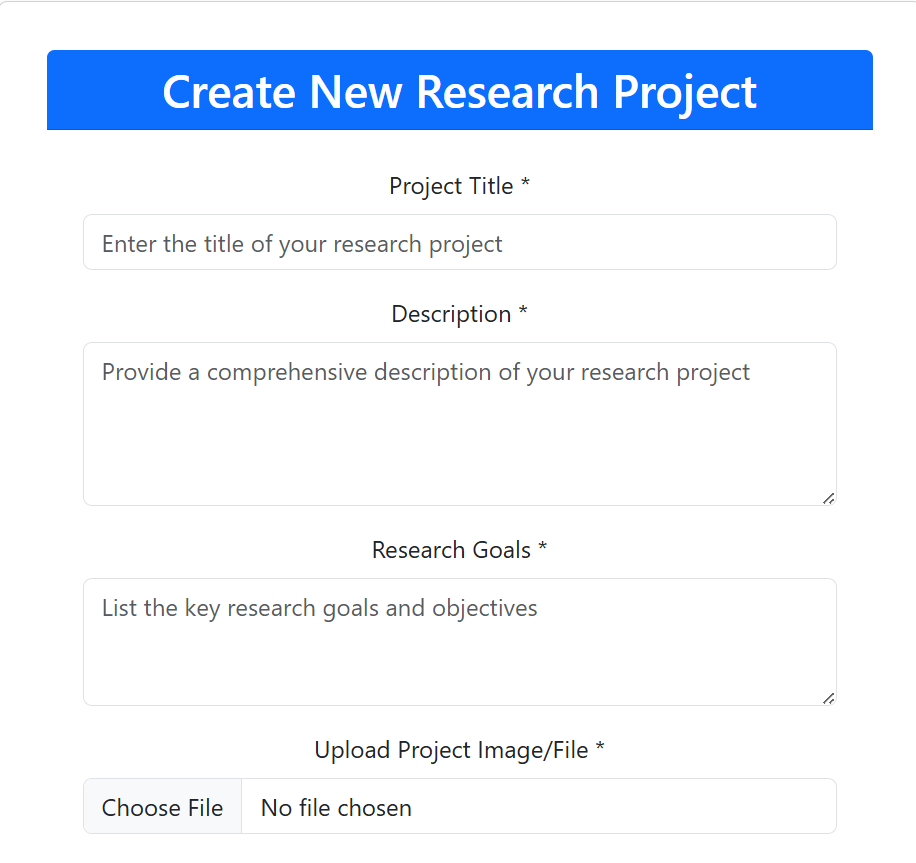 Create New Research Project
Project Title *
Enter the title of your research project
Description *
Provide a comprehensive description of your research project
Research Goals *
List the key research goals and objectives
Upload Project Image/File *
Choose File No file chosen